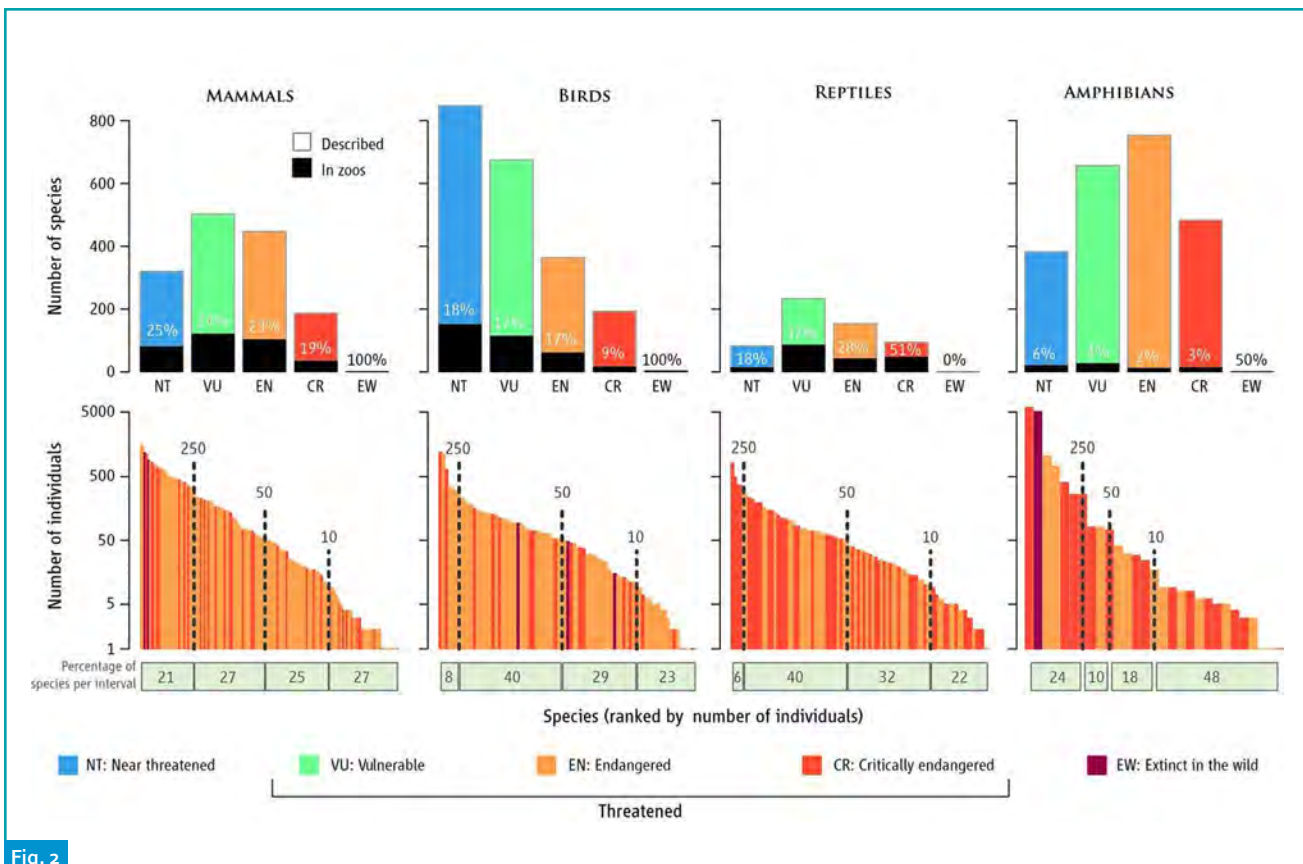 MAMMALS BIRDS REPTILES AMPHIBIANS
Number of species
800
600
400
200
0
Described
In zoos
25% 23% 19% 100%
NT VU EN CR EW
18% 17% 17% 9% 100%
NT VU EN CR EW
18% 37% 28% 51% 0%
NT VU EN CR EW
6% 4% 2% 3% 50%
NT VU EN CR EW
Number of individuals
5000
500
50
5
1
250 50 10
250 50 10
250 50 10
250 50 10
Percentage of
species per interval
21 27 25 27
8 40 29 23
6 40 32 22
24 10 18 48
Species (ranked by number of individuals)
NT: Near threatened VU: Vulnerable EN: Endangered CR: Critically endangered EW: Extinct in the wild
Threatened
Fig. 2